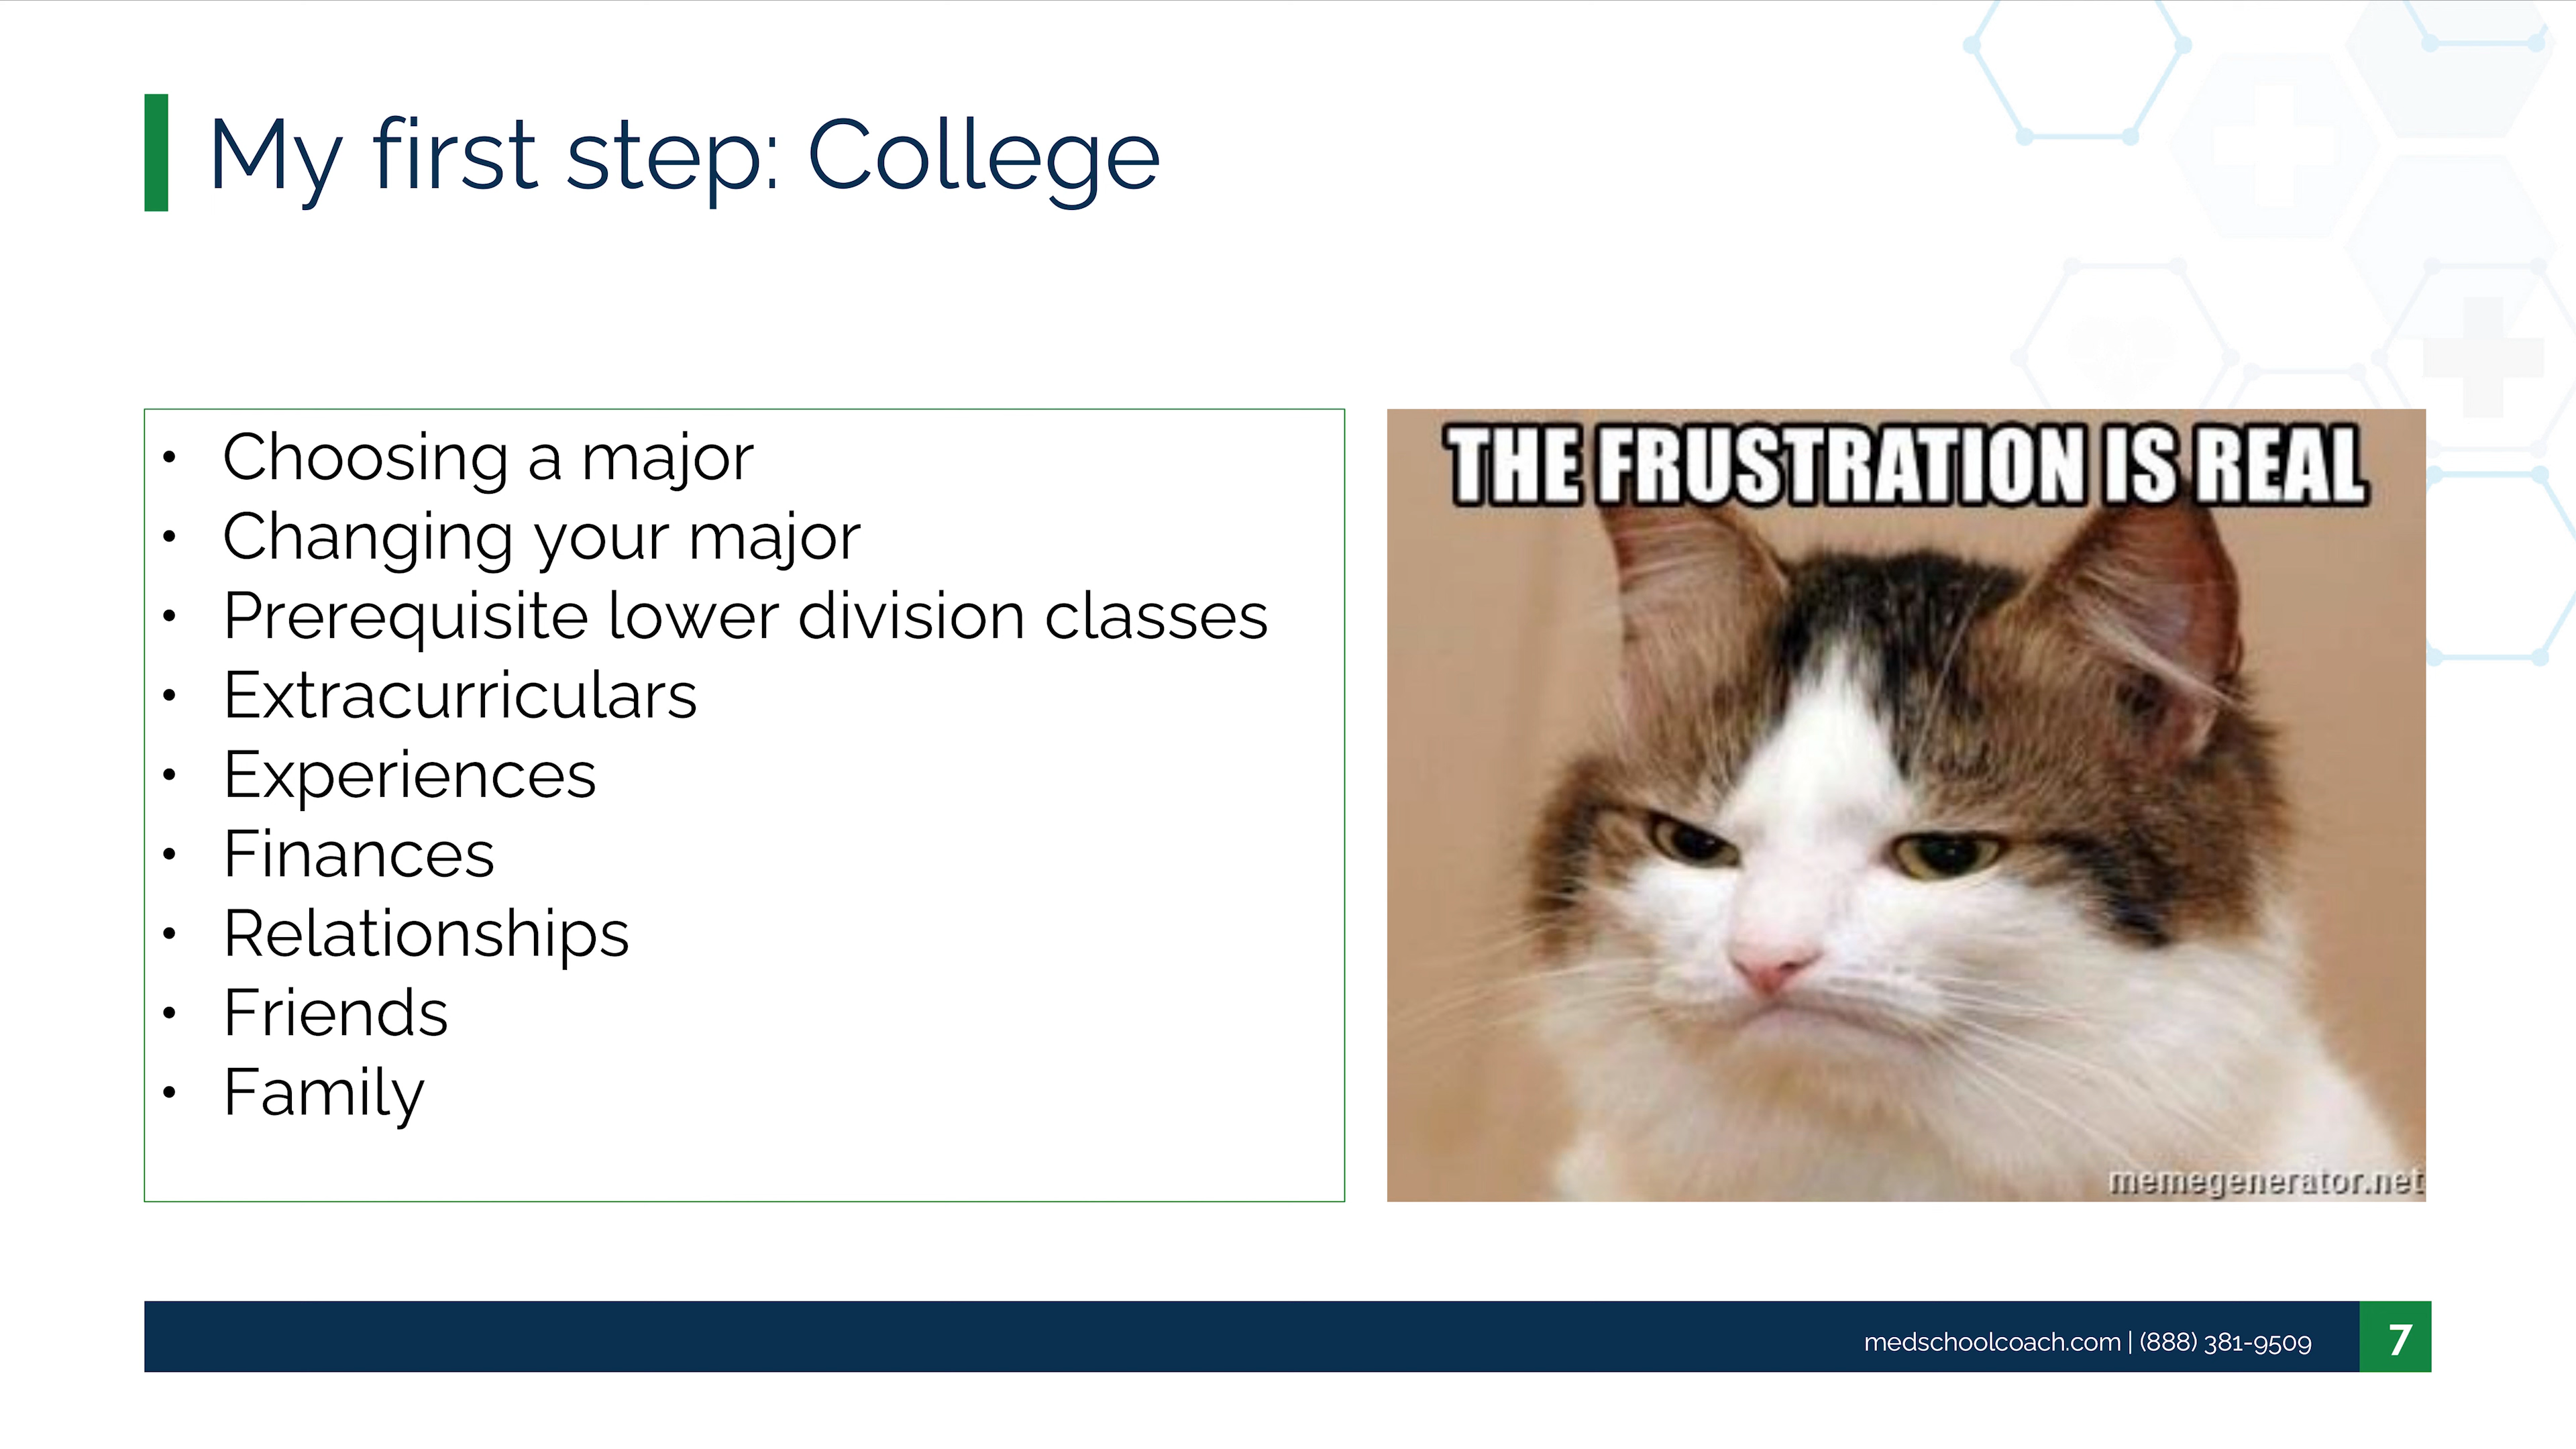 My first step: College
• Choosing a major
• Changing your major
• Prerequisite lower division classes
• Extracurriculars
• Experiences
• Finances
• Relationships
• Friends
• Family
THE FRUSTRATION IS REAL
memegenerator.net
medschoolcoach.com | (888) 381-9509
7